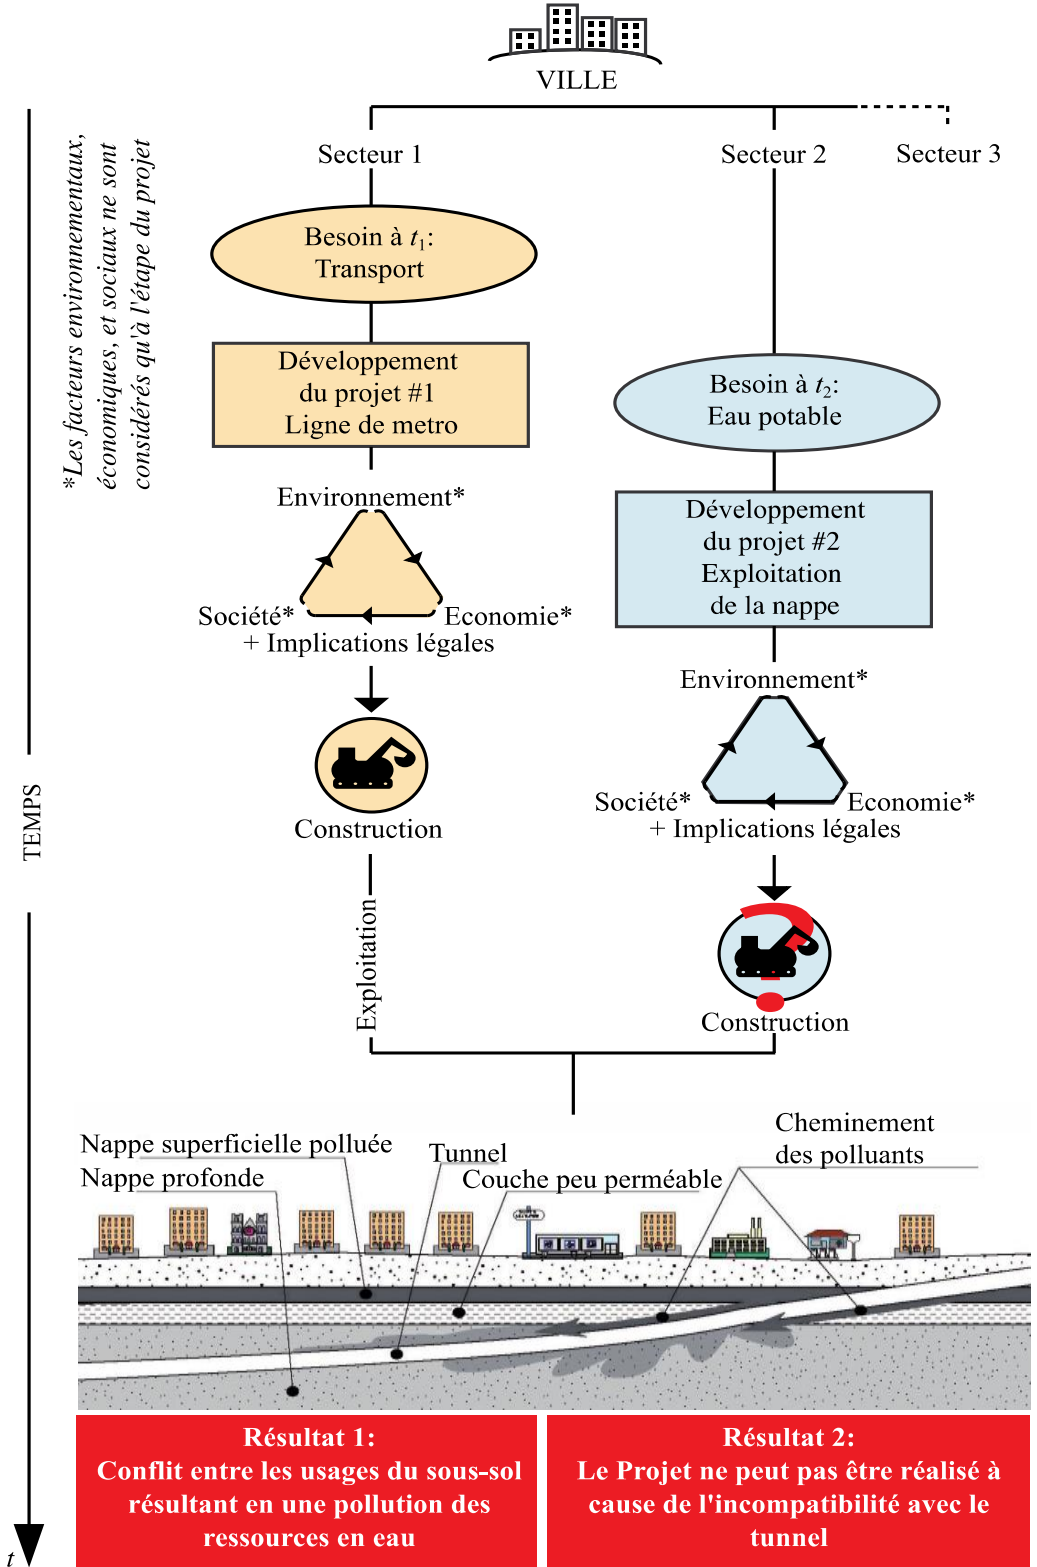 VILLE
Secteur 1
Secteur 2
Secteur 3
*Les facteurs environnementaux,
économiques, et sociaux ne sont
considérés qu'à l'étape du projet
Besoin à t1:
Transport
Développement
du projet #1
Ligne de metro
Environnement*
Société*
Economie*
+ Implications légales
Construction
Exploitation
Besoin à t2:
Eau potable
Développement
du projet #2
Exploitation
de la nappe
Environnement*
Société*
Economie*
+ Implications légales
Construction
TEMPS
Nappe superficielle polluée
Nappe profonde
Tunnel
Couche peu perméable
Cheminement
des polluants
Résultat 1:
Conflit entre les usages du sous-sol
résultant en une pollution des
ressources en eau
Résultat 2:
Le Projet ne peut pas être réalisé à
cause de l'incompatibilité avec le
tunnel
t